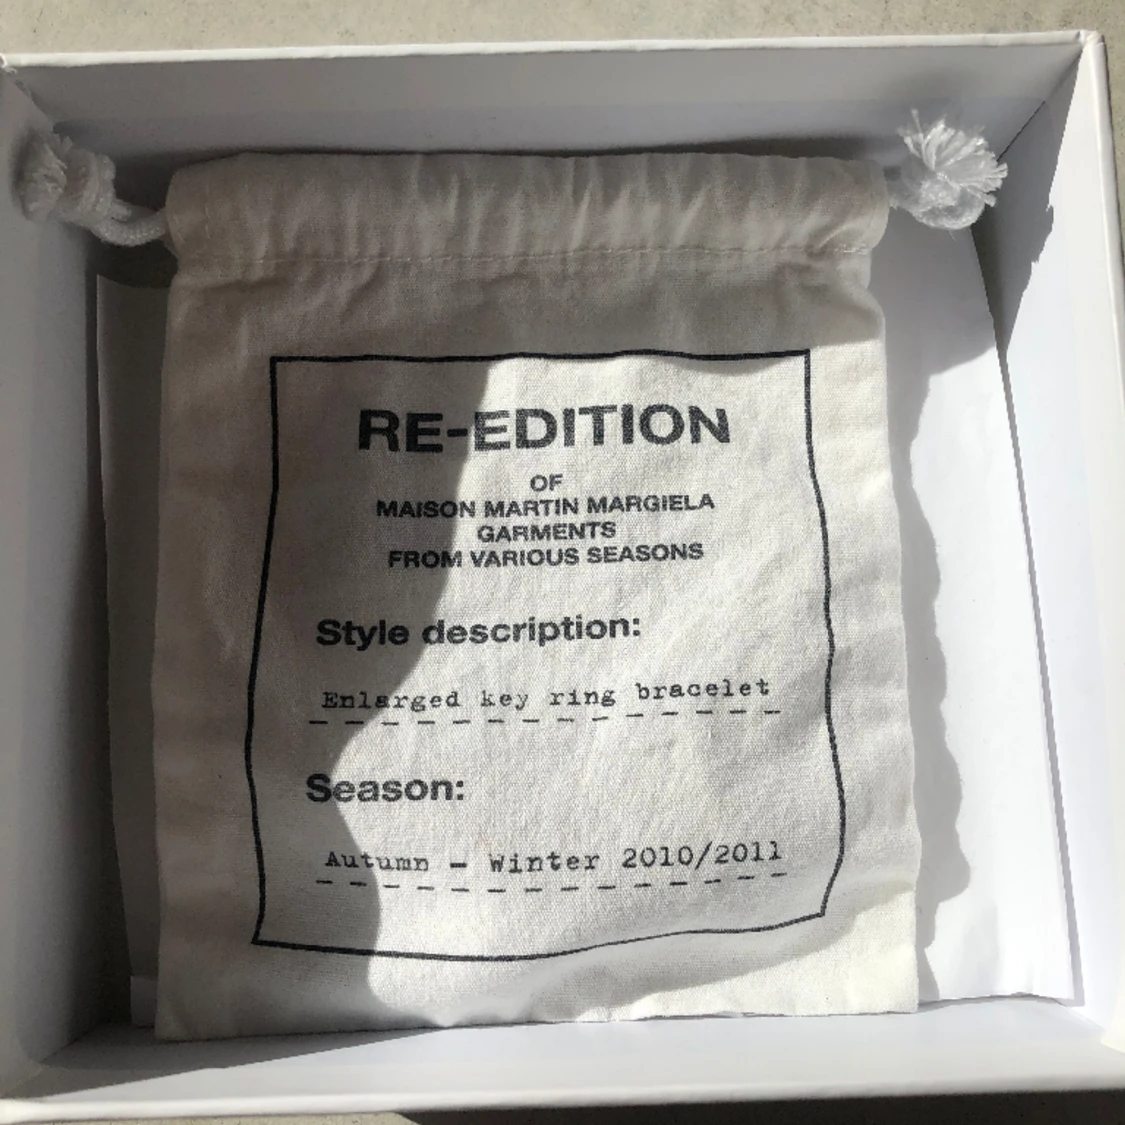 RE-EDITION
OF
MAISON MARTIN MARGIELA
GARMENTS
FROM VARIOUS SEASONS
Style description:
Enlarged key ring bracelet
Season:
Autumn - Winter 2010/2011